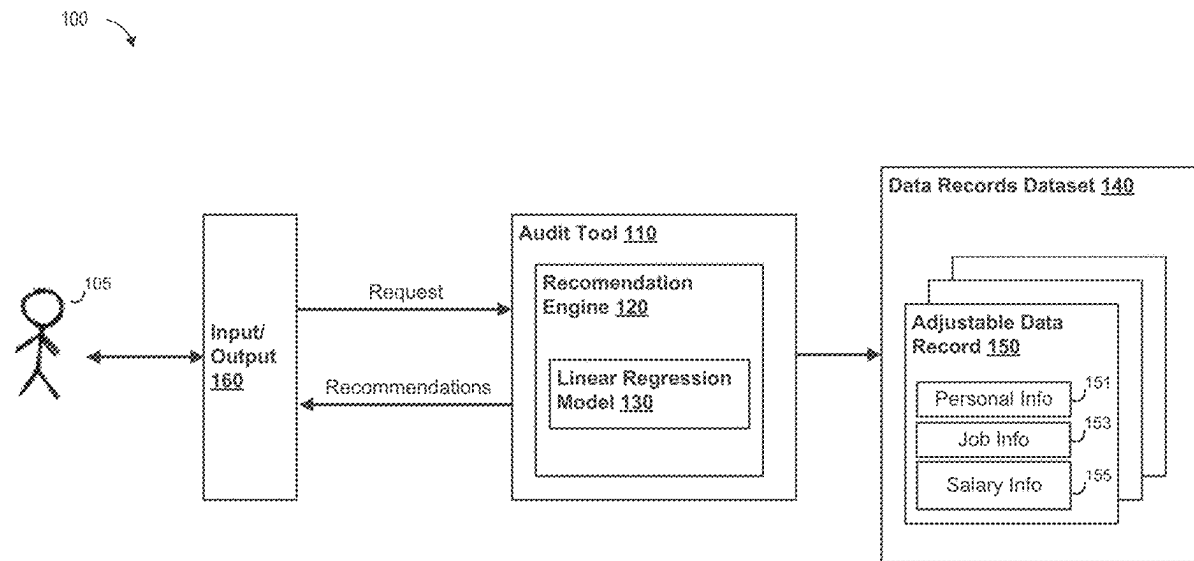 100
105
Input/
Output
160
Request
Recommendations
Audit Tool 110
Recomendation
Engine 120
Linear Regression
Model 130
Data Records Dataset 140
Adjustable Data
Record 150
Personal Info
151
Job Info
153
Salary Info
155